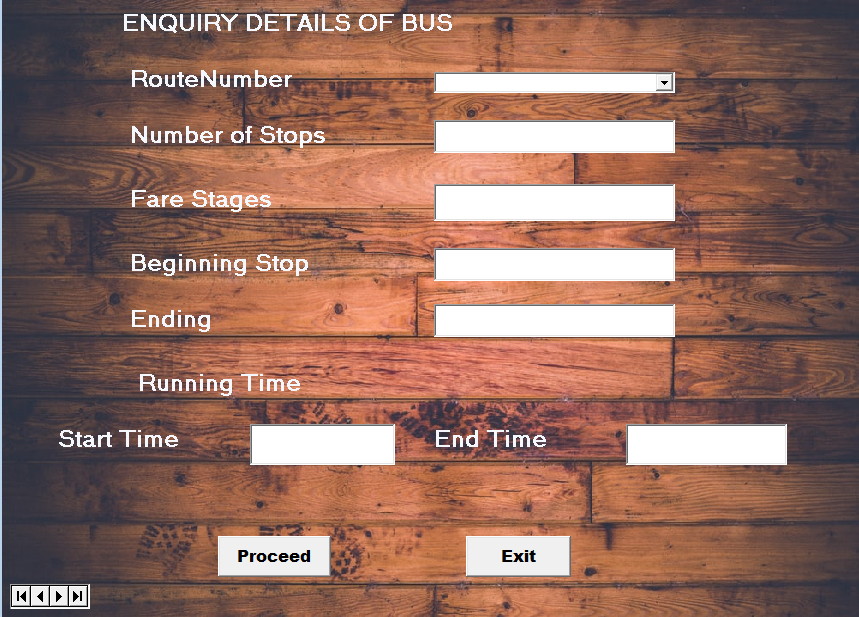 ENQUIRY DETAILS OF BUS
RouteNumber
Number of Stops
Fare Stages
Beginning Stop
Ending
Running Time
Start Time End Time
Proceed Exit